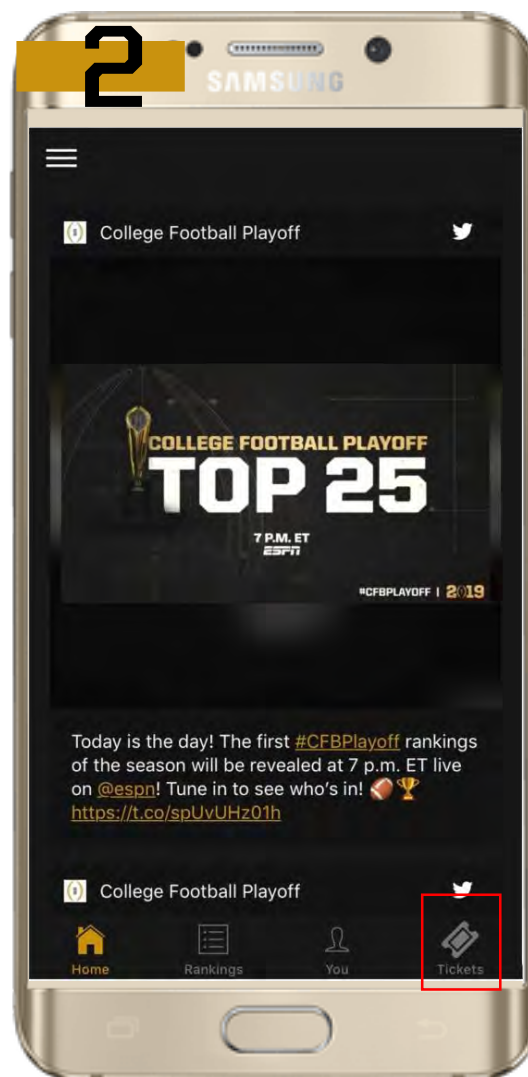 2
SAMSUNG
College Football Playoff
COLLEGE FOOTBALL PLAYOFF
TOP 25
7 P.M. ET
ESPN
#CFBPLAYOFF | 2019
Today is the day! The first #CFBPlayoff rankings
of the season will be revealed at 7 p.m. ET live
on @espn! Tune in to see who's in! 🏈🏆
https://t.co/spUvUHz01h
College Football Playoff
Home Rankings You Tickets